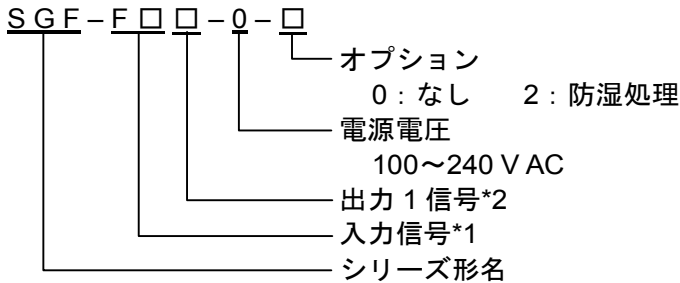 SGF–F□□–0–□
オプション
0：なし　2：防湿処理
電源電圧
100～240 V AC
出力 1 信号*2
入力信号*1
シリーズ形名